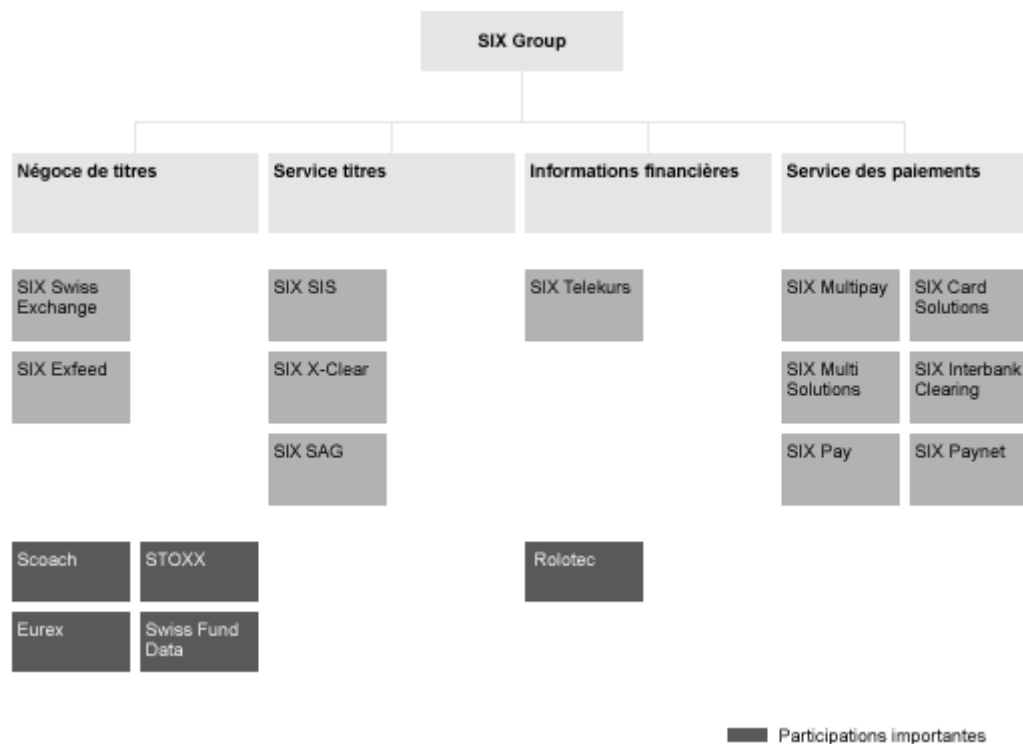 SIX Group
Négoce de titres
Service titres
Informations financières
Service des paiements
SIX Swiss
Exchange
SIX SIS
SIX Telekurs
SIX Multipay
SIX Card
Solutions
SIX Exfeed
SIX X-Clear
SIX Multi
Solutions
SIX Interbank
Clearing
SIX SAG
SIX Pay
SIX Paynet
Scoach
STOXX
Rolotec
Eurex
Swiss Fund
Data
Participations importantes